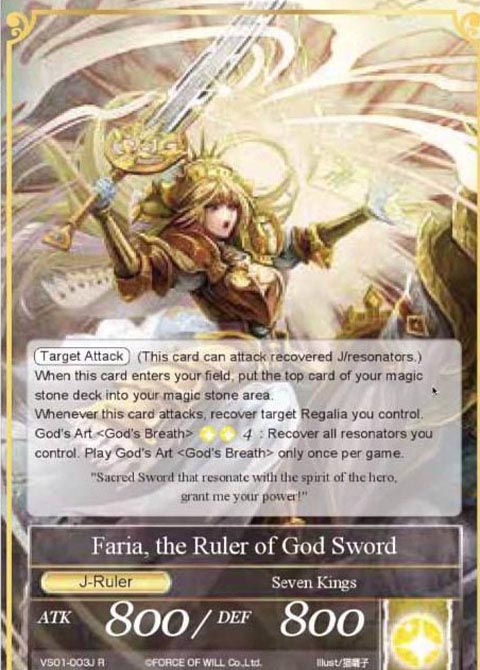 Target Attack (This card can attack recovered J/resonators.)
When this card enters your field, put the top card of your magic
stone deck into your magic stone area.
Whenever this card attacks, recover target Regalia you control.
God's Art <God's Breath> 4 : Recover all resonators you
control. Play God's Art <God's Breath> only once per game.
"Sacred Sword that resonate with the spirit of the hero,
grant me your power!"
Faria, the Ruler of God Sword
J-Ruler Seven Kings
ATK 800 / DEF 800
VS01-003J R ©FORCE OF WILL Co.,Ltd. Illust/